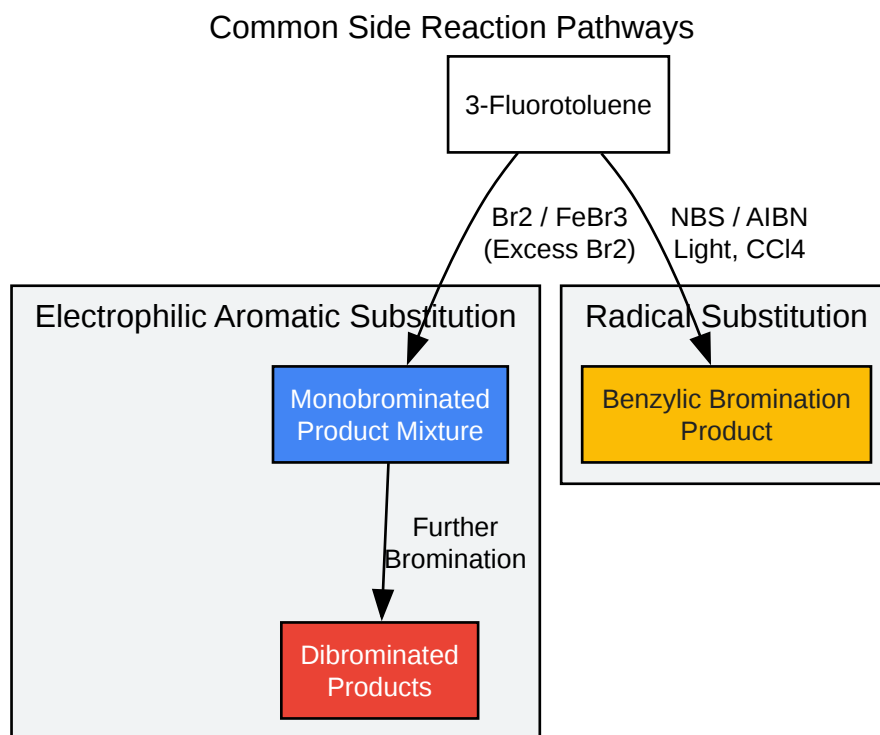 Common Side Reaction Pathways
3-Fluorotoluene
Br2 / FeBr3
(Excess Br2)
NBS / AIBN
Light, CCl4
Electrophilic Aromatic Substitution
Radical Substitution
Monobrominated
Product Mixture
Benzylic Bromination
Product
Further
Bromination
Dibrominated
Products